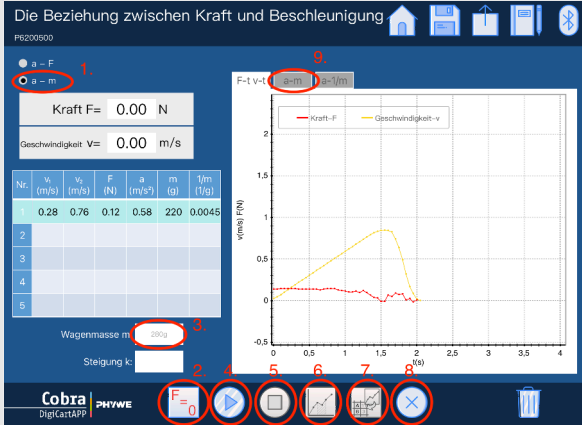 Die Beziehung zwischen Kraft und Beschleunigung
P6200500
a – F
1.
a – m
9.
F-t v-t a-m a-1/m
Kraft F= 0.00 N
Geschwindigkeit v= 0.00 m/s
Kraft-F Geschwindigkeit-v
Nr. v₁ (m/s) v₂ (m/s) F (N) a (m/s²) m (g) 1/m (1/g)
1 0.28 0.76 0.12 0.58 220 0.0045
2
3
4
5
v(m/s) F(N)
2
1,5
1
0,5
0
-0,5
0 0,5 1 1,5 2 2,5 3 3,5 4
t(s)
Wagenmasse m 280g 3.
Steigung k:
2. 4. 5. 6. 7. 8.
F=0
Cobra PHYWE
DigiCartAPP